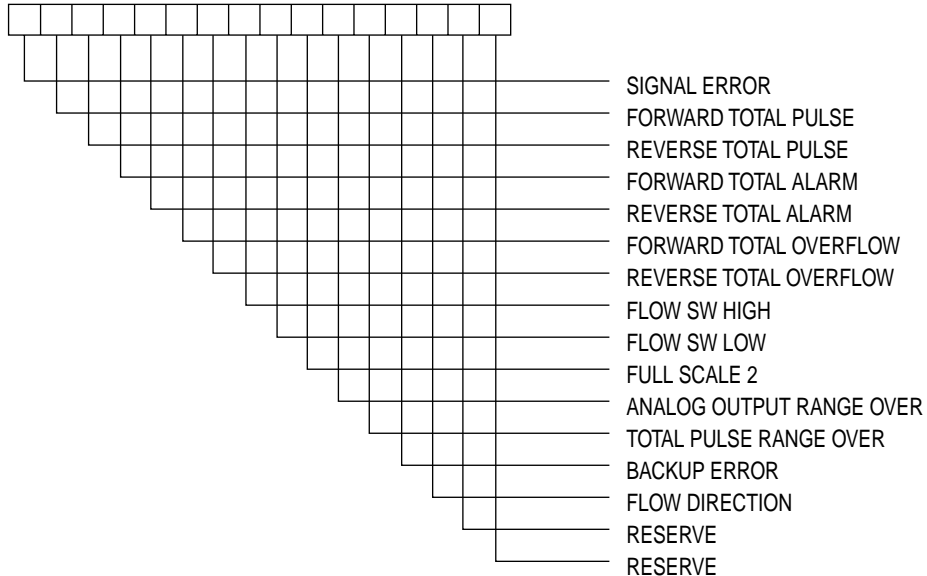 SIGNAL ERROR
FORWARD TOTAL PULSE
REVERSE TOTAL PULSE
FORWARD TOTAL ALARM
REVERSE TOTAL ALARM
FORWARD TOTAL OVERFLOW
REVERSE TOTAL OVERFLOW
FLOW SW HIGH
FLOW SW LOW
FULL SCALE 2
ANALOG OUTPUT RANGE OVER
TOTAL PULSE RANGE OVER
BACKUP ERROR
FLOW DIRECTION
RESERVE
RESERVE